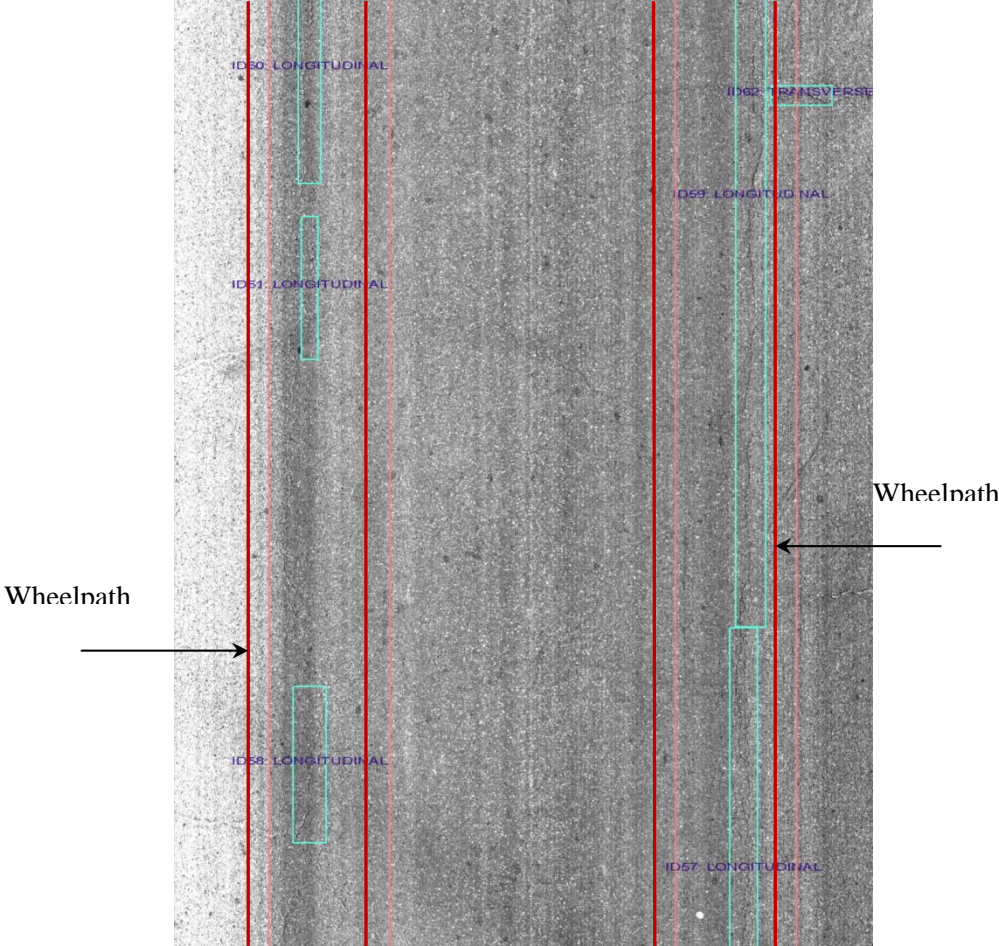 ID60: LONGITUDINAL
ID62: TRANSVERSE
ID59: LONGITUDINAL
ID61: LONGITUDINAL
Wheelpath
Wheelpath
ID58: LONGITUDINAL
ID57: LONGITUDINAL